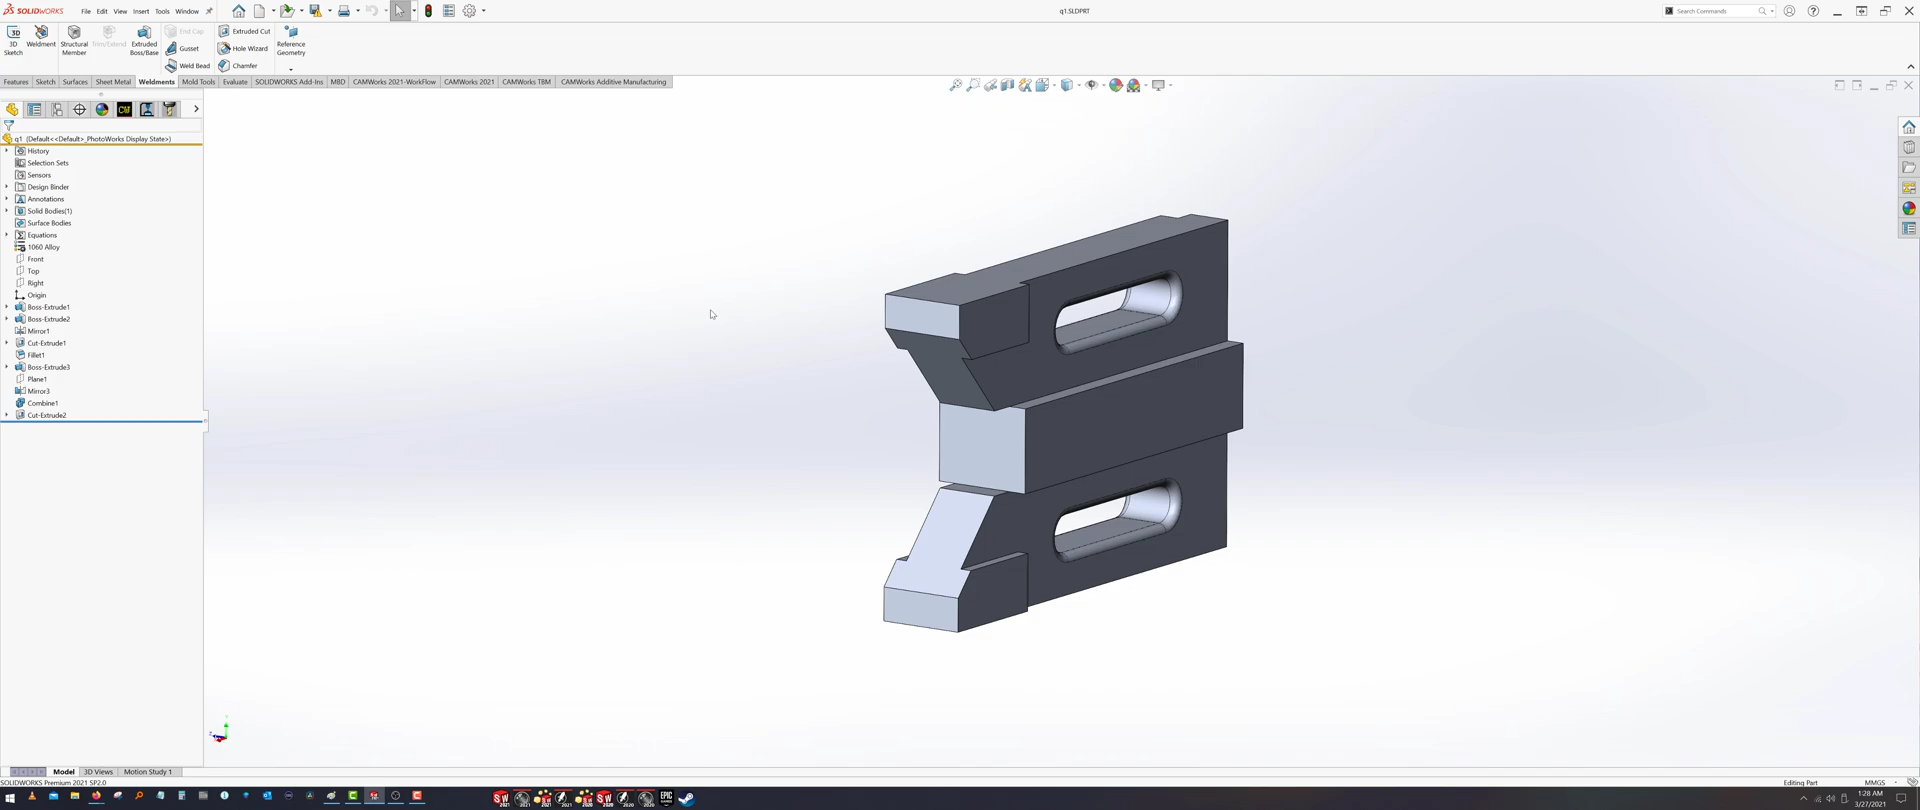 SOLIDWORKS File Edit View Insert Tools Window q1.SLDPRT Search Commands
3D Sketch
Weldment
Structural Member
Trim/Extend
Extruded Boss/Base
End Cap
Gusset
Weld Bead
Extruded Cut
Hole Wizard
Chamfer
Reference Geometry
Features Sketch Surfaces Sheet Metal Weldments Mold Tools Evaluate SOLIDWORKS Add-Ins MBD CAMWorks 2021-WorkFlow CAMWorks 2021 CAMWorks TBM CAMWorks Additive Manufacturing
q1 (Default<<Default>_PhotoWorks Display State>)
History
Selection Sets
Sensors
Design Binder
Annotations
Solid Bodies(1)
Surface Bodies
Equations
1060 Alloy
Front
Top
Right
Origin
Boss-Extrude1
Boss-Extrude2
Mirror1
Cut-Extrude1
Fillet1
Boss-Extrude3
Plane1
Mirror3
Combine1
Cut-Extrude2
Model 3D Views Motion Study 1
SOLIDWORKS Premium 2021 SP2.0 Editing Part MMGS
1:28 AM
3/27/2021